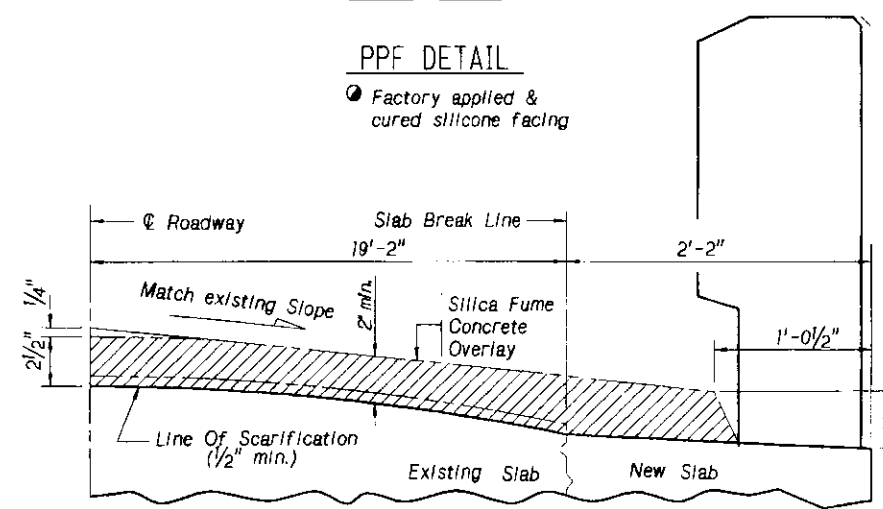 PPF DETAIL
Factory applied &
cured silicone facing
℄ Roadway
Slab Break Line
19'-2"
2'-2"
1/4"
Match existing Slope
2" min.
Silica Fume
Concrete
Overlay
1'-0 1/2"
2 1/2"
Line Of Scarification
(1/2" min.)
Existing Slab
New Slab